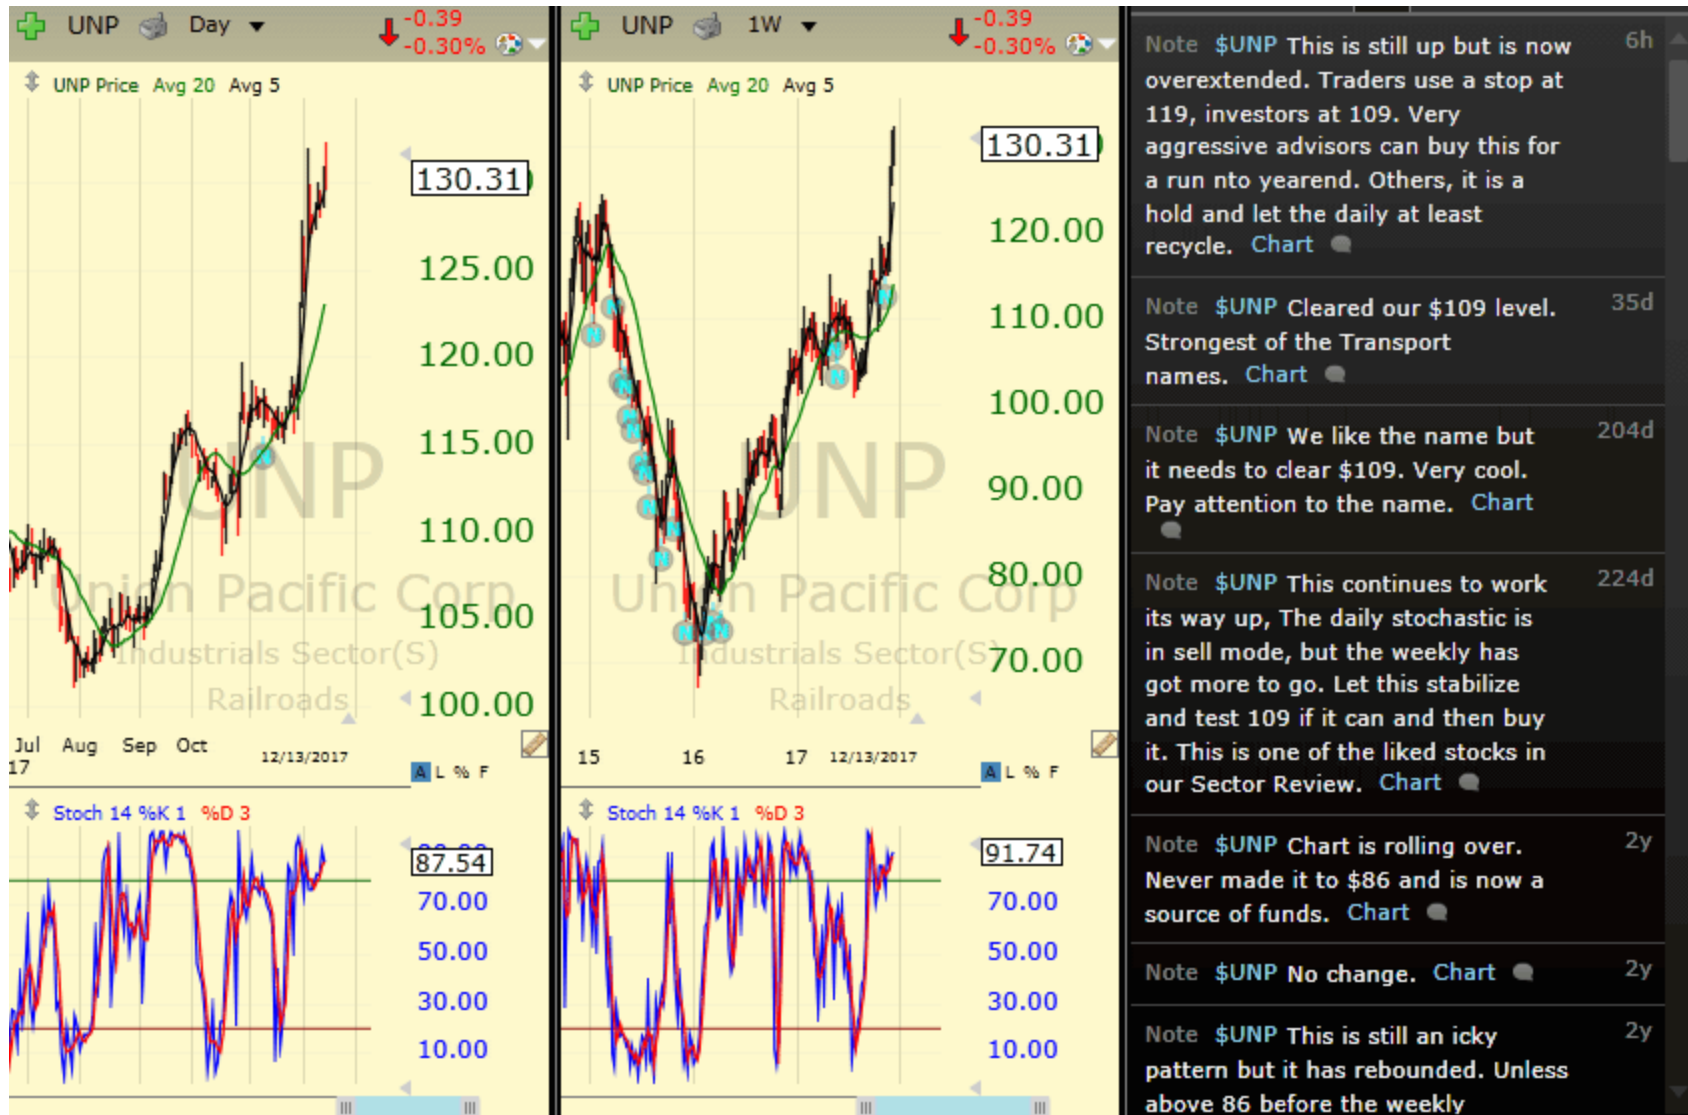 UNP Day
-0.39
-0.30%
UNP Price Avg 20 Avg 5
130.31
125.00
120.00
115.00
110.00
105.00
100.00
UNP
Union Pacific Corp
Industrials Sector(S)
Railroads
N
Jul Aug Sep Oct
17
12/13/2017
A L % F
Stoch 14 %K 1 %D 3
87.54
70.00
50.00
30.00
10.00
UNP 1W
-0.39
-0.30%
UNP Price Avg 20 Avg 5
130.31
120.00
110.00
100.00
90.00
80.00
70.00
UNP
Union Pacific Corp
Industrials Sector(S)
Railroads
15 16 17 12/13/2017
A L % F
Stoch 14 %K 1 %D 3
91.74
70.00
50.00
30.00
10.00
Note $UNP This is still up but is now 6h
overextended. Traders use a stop at
119, investors at 109. Very
aggressive advisors can buy this for
a run nto yearend. Others, it is a
hold and let the daily at least
recycle. Chart
Note $UNP Cleared our $109 level. 35d
Strongest of the Transport
names. Chart
Note $UNP We like the name but 204d
it needs to clear $109. Very cool.
Pay attention to the name. Chart
Note $UNP This continues to work 224d
its way up, The daily stochastic is
in sell mode, but the weekly has
got more to go. Let this stabilize
and test 109 if it can and then buy
it. This is one of the liked stocks in
our Sector Review. Chart
Note $UNP Chart is rolling over. 2y
Never made it to $86 and is now a
source of funds. Chart
Note $UNP No change. Chart 2y
Note $UNP This is still an icky 2y
pattern but it has rebounded. Unless
above 86 before the weekly